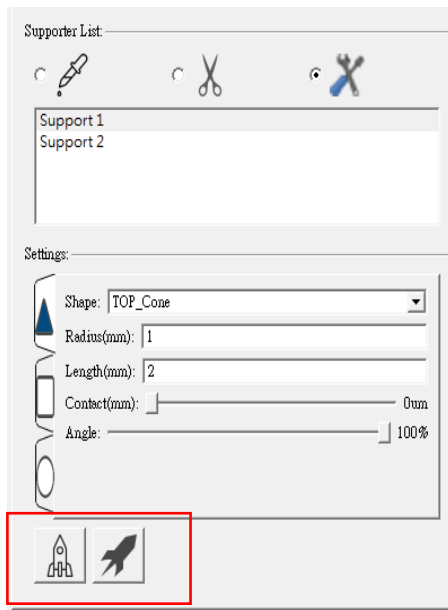 Supporter List:
Support 1
Support 2
Settings:
Shape: TOP_Cone
Radius(mm): 1
Length(mm): 2
Contact(mm): 0um
Angle: 100%